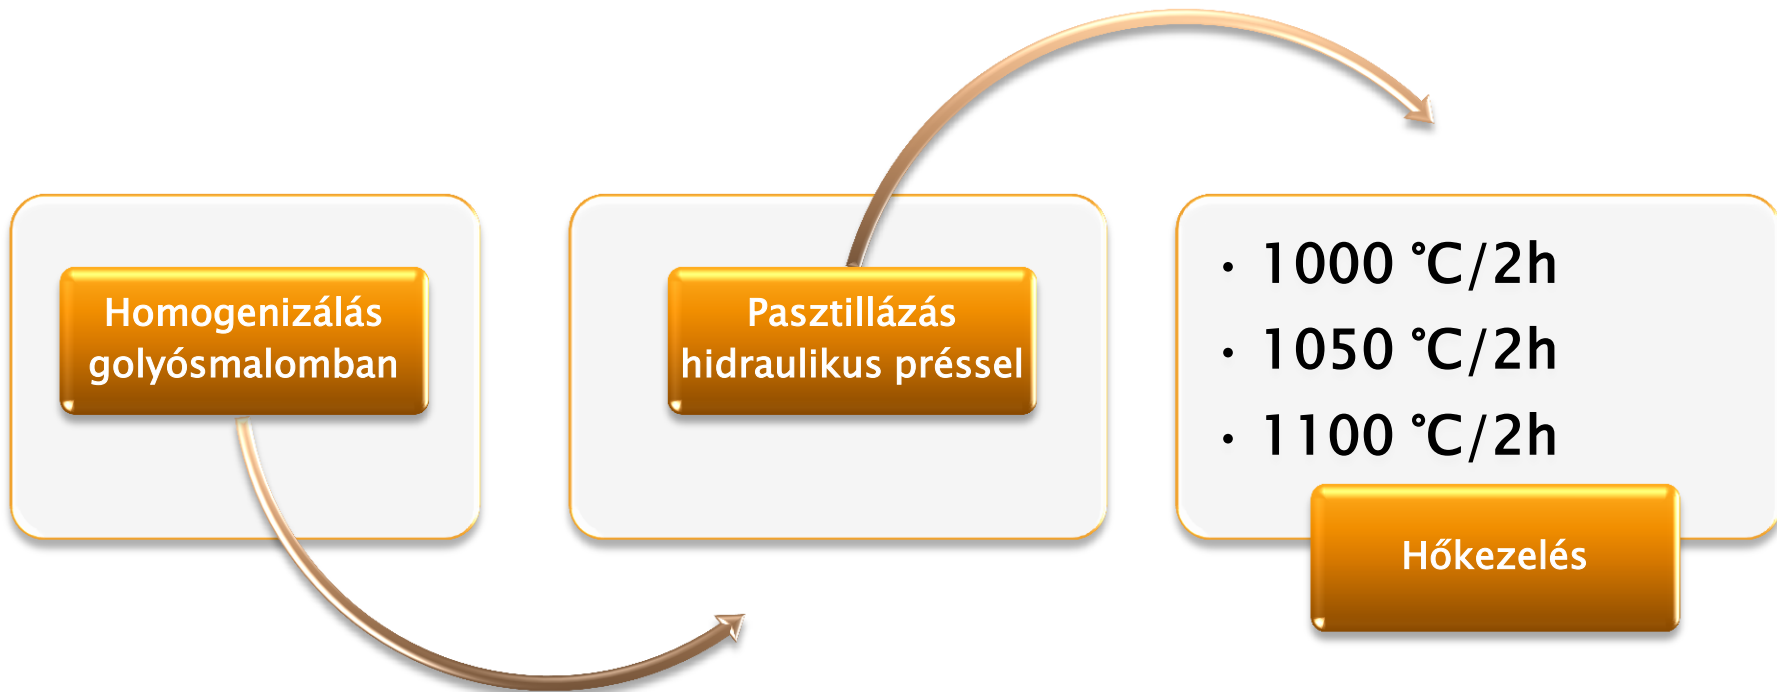 Homogenizálás
golyósmalomban
Pasztillázás
hidraulikus préssel
• 1000 °C/2h
• 1050 °C/2h
• 1100 °C/2h
Hőkezelés